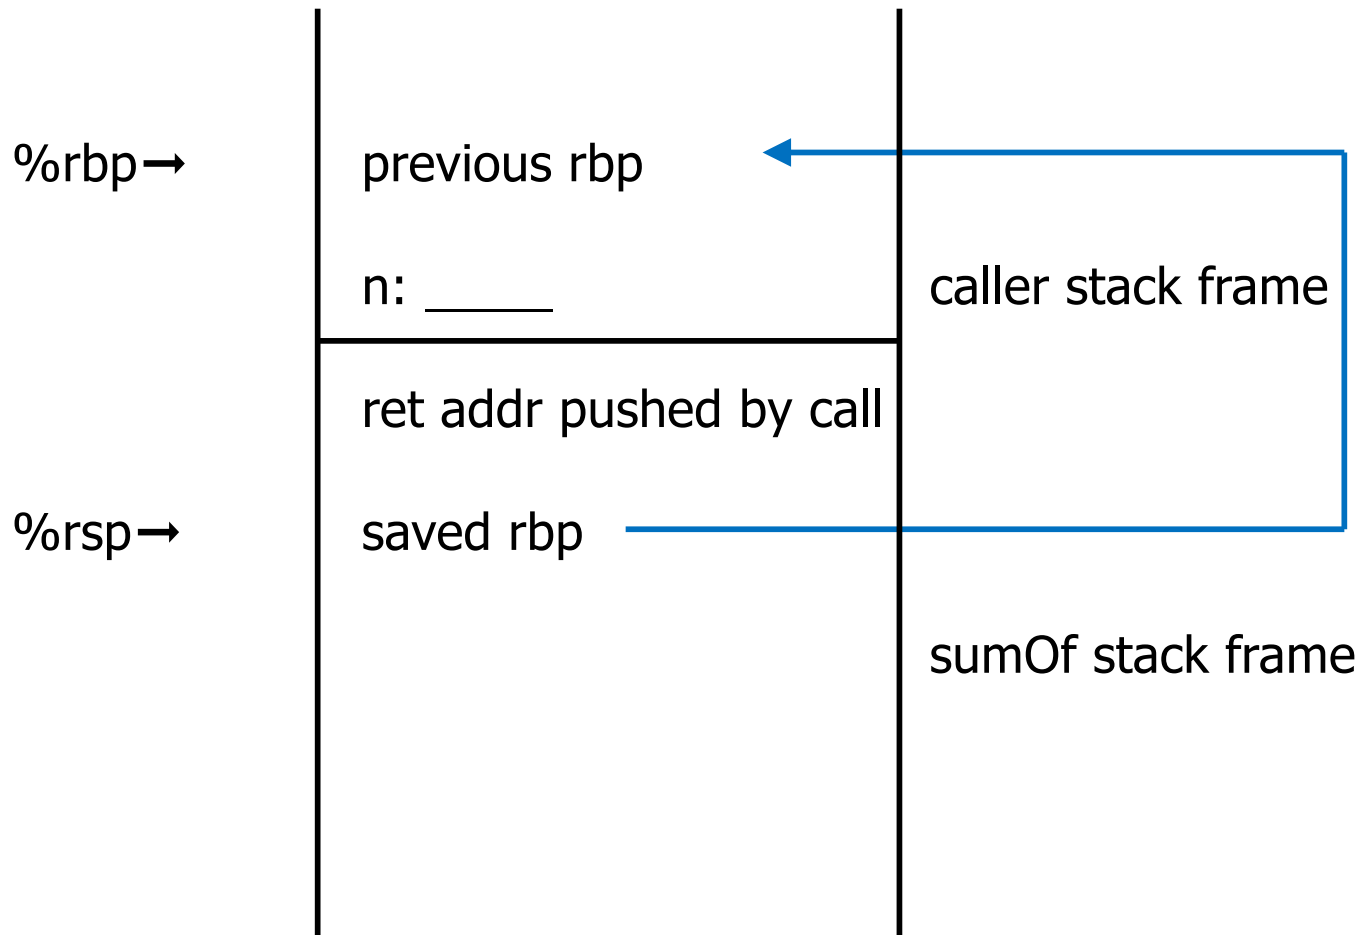 %rbp→ previous rbp
n: _____ caller stack frame
ret addr pushed by call
%rsp→ saved rbp
sumOf stack frame